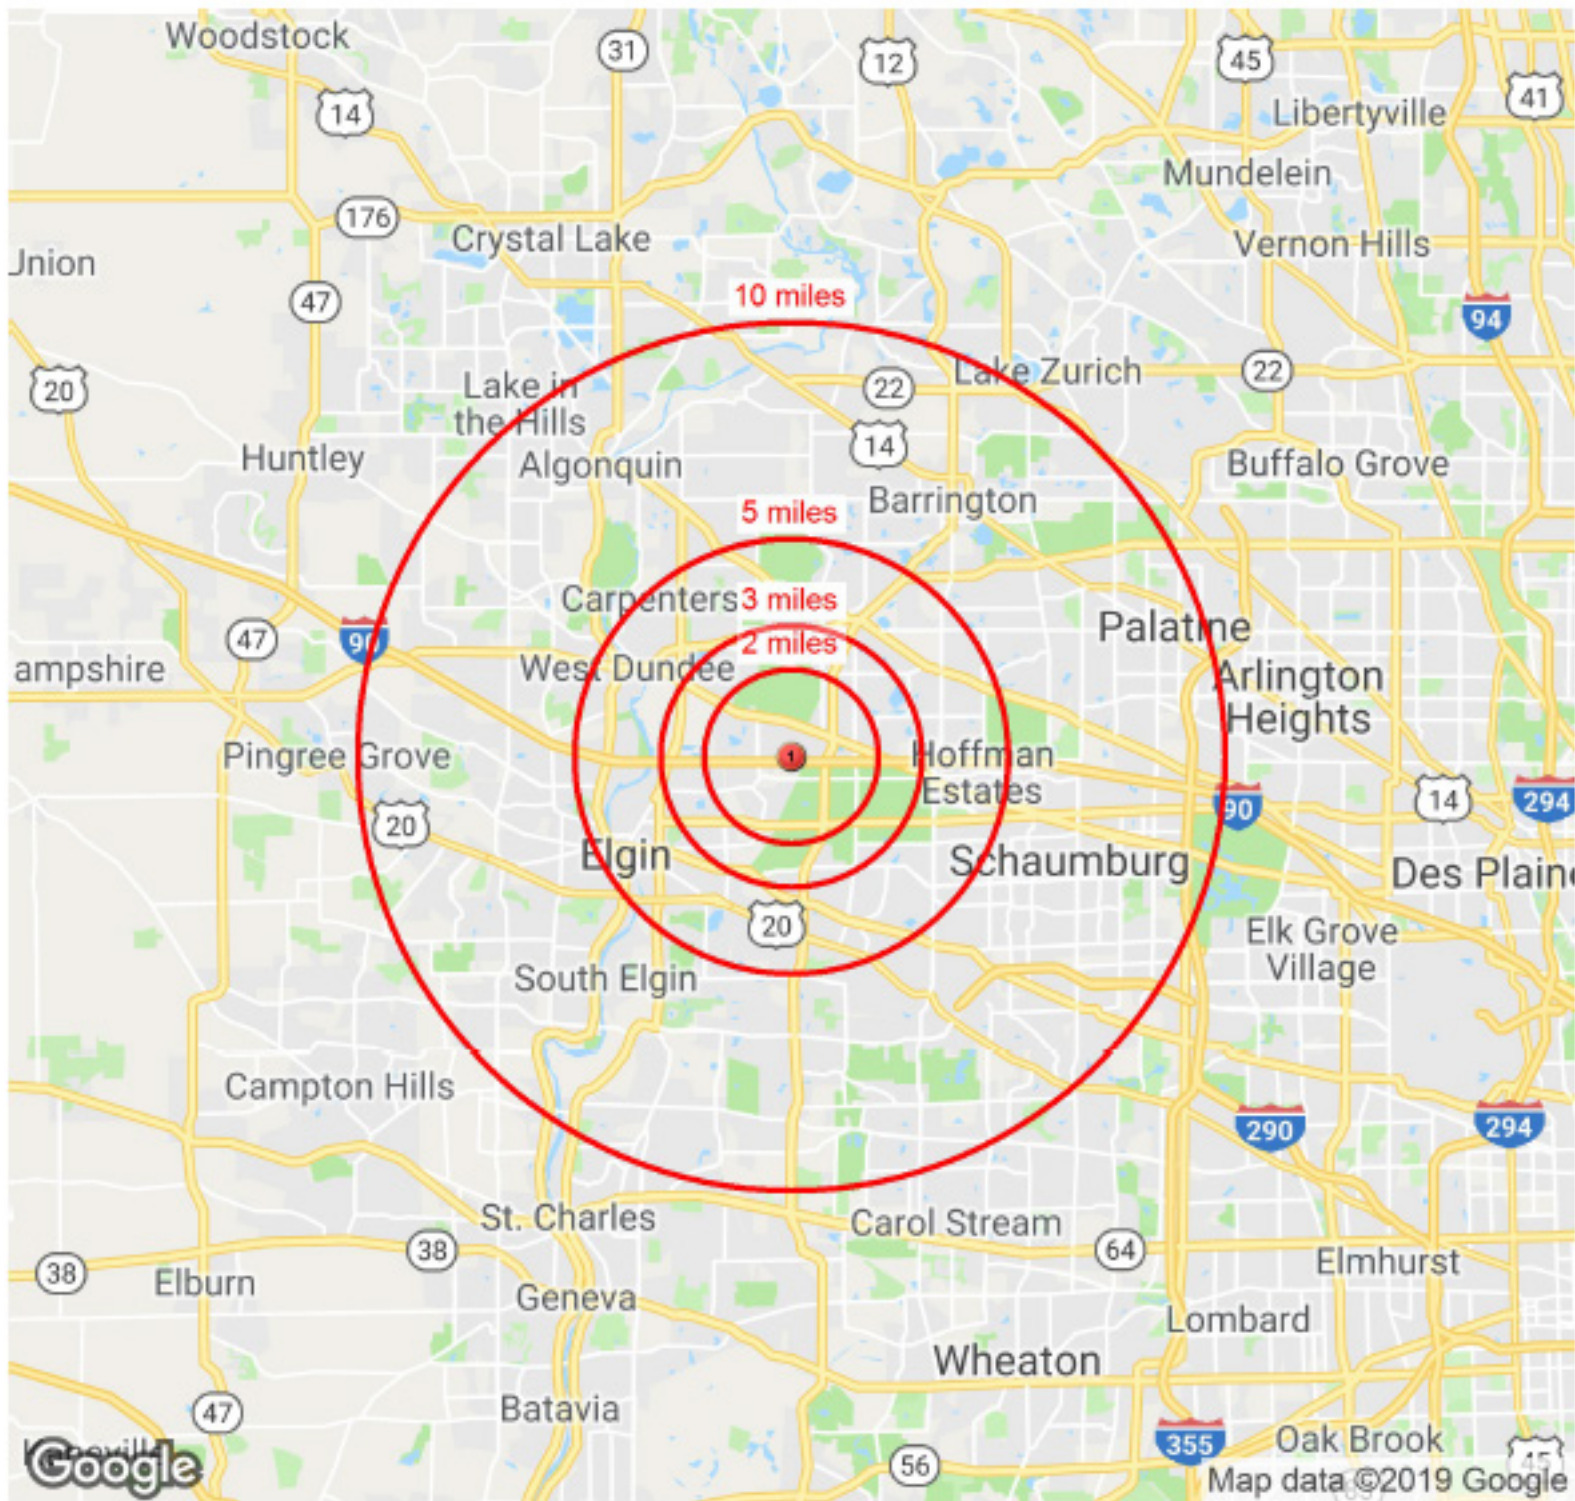 Woodstock
31
12
45
14
41
Libertyville
Mundelein
176
Crystal Lake
Vernon Hills
Union
47
10 miles
94
20
Lake in
the Hills
22
Lake Zurich
22
14
Huntley
Algonquin
Buffalo Grove
Barrington
5 miles
Carpenters
3 miles
47
90
2 miles
Palatine
ampshire
West Dundee
Arlington
Heights
Pingree Grove
1
Hoffman
Estates
20
90
14
294
Elgin
Schaumburg
Des Plaine
20
Elk Grove
Village
South Elgin
Campton Hills
290
294
St. Charles
Carol Stream
38
64
38
Elburn
Elmhurst
Geneva
Lombard
Wheaton
47
Batavia
355
Oak Brook
45
Google
56
Map data ©2019 Google